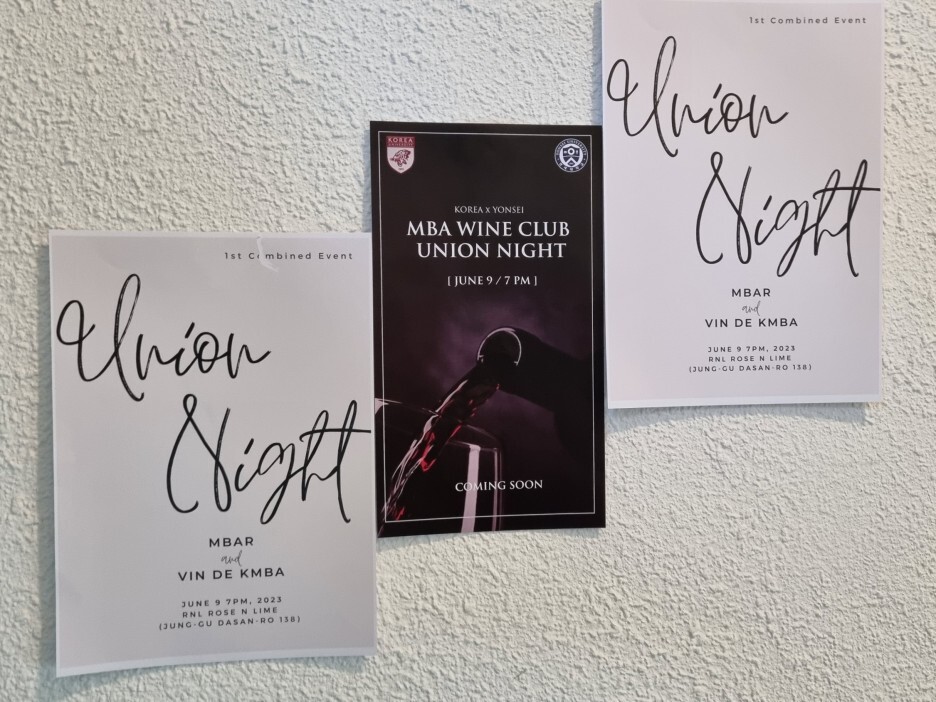 1st Combined Event
Union
Night
MBAR
and
VIN DE KMBA
JUNE 9 7PM, 2023
RNL ROSE N LIME
(JUNG-GU DASAN-RO 138)
KOREA
UNIVERSITY
KOREA x YONSEI
MBA WINE CLUB
UNION NIGHT
[ JUNE 9 / 7 PM ]
COMING SOON
1st Combined Event
Union
Night
MBAR
and
VIN DE KMBA
JUNE 9 7PM, 2023
RNL ROSE N LIME
(JUNG-GU DASAN-RO 138)